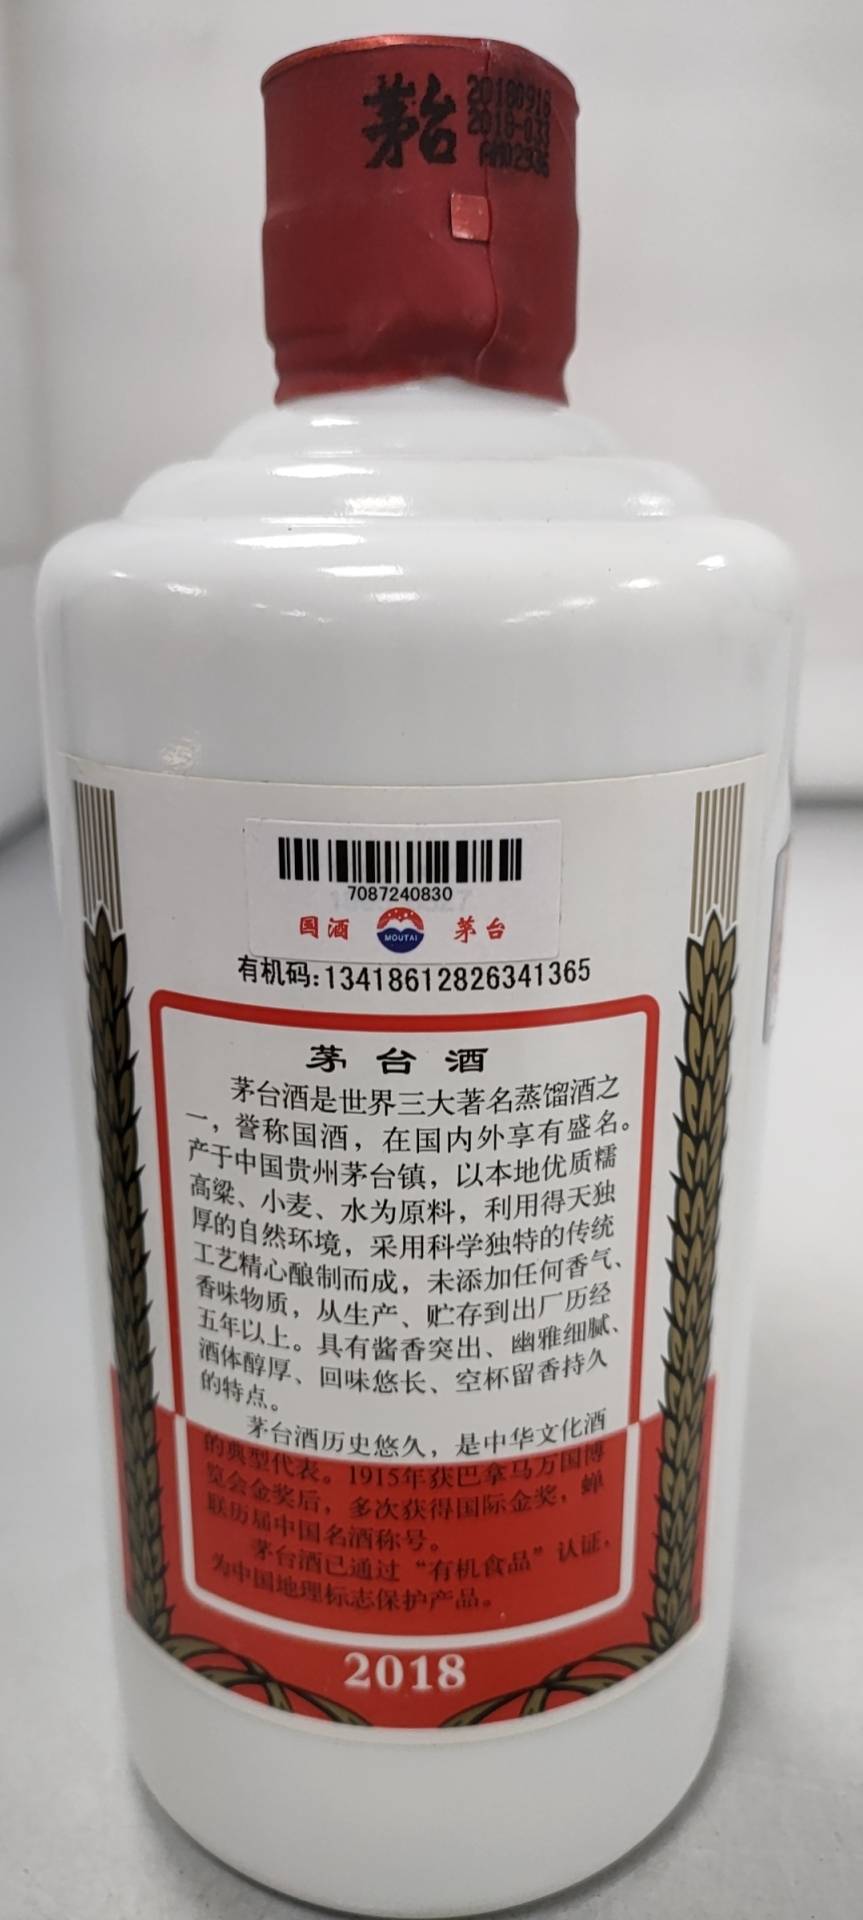 茅台
20180918
2018-033
7087240830
国酒
MOUTAI
茅台
有机码:13418612826341365
茅台酒
茅台酒是世界三大著名蒸馏酒之
一，誉称国酒，在国内外享有盛名。
产于中国贵州茅台镇，以本地优质糯
高粱、小麦、水为原料，利用得天独
厚的自然环境，采用科学独特的传统
工艺精心酿制而成，未添加任何香气、
香味物质，从生产、贮存到出厂历经
五年以上。具有酱香突出、幽雅细腻、
酒体醇厚、回味悠长、空杯留香持久
的特点。
茅台酒历史悠久，是中华文化酒
的典型代表。1915年获巴拿马万国博
览会金奖后，多次获得国际金奖，蝉
联历届中国名酒称号。
茅台酒已通过“有机食品”认证，
为中国地理标志保护产品。
2018